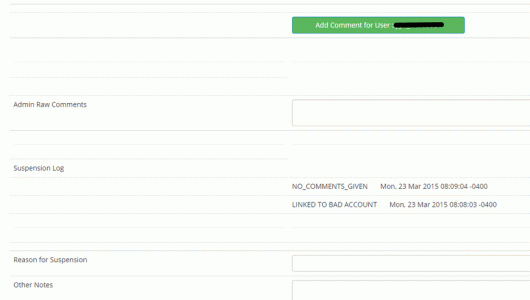 Add Comment for User
Admin Raw Comments
Suspension Log
NO_COMMENTS_GIVEN Mon, 23 Mar 2015 08:09:04 -0400
LINKED TO BAD ACCOUNT Mon, 23 Mar 2015 08:08:03 -0400
Reason for Suspension
Other Notes